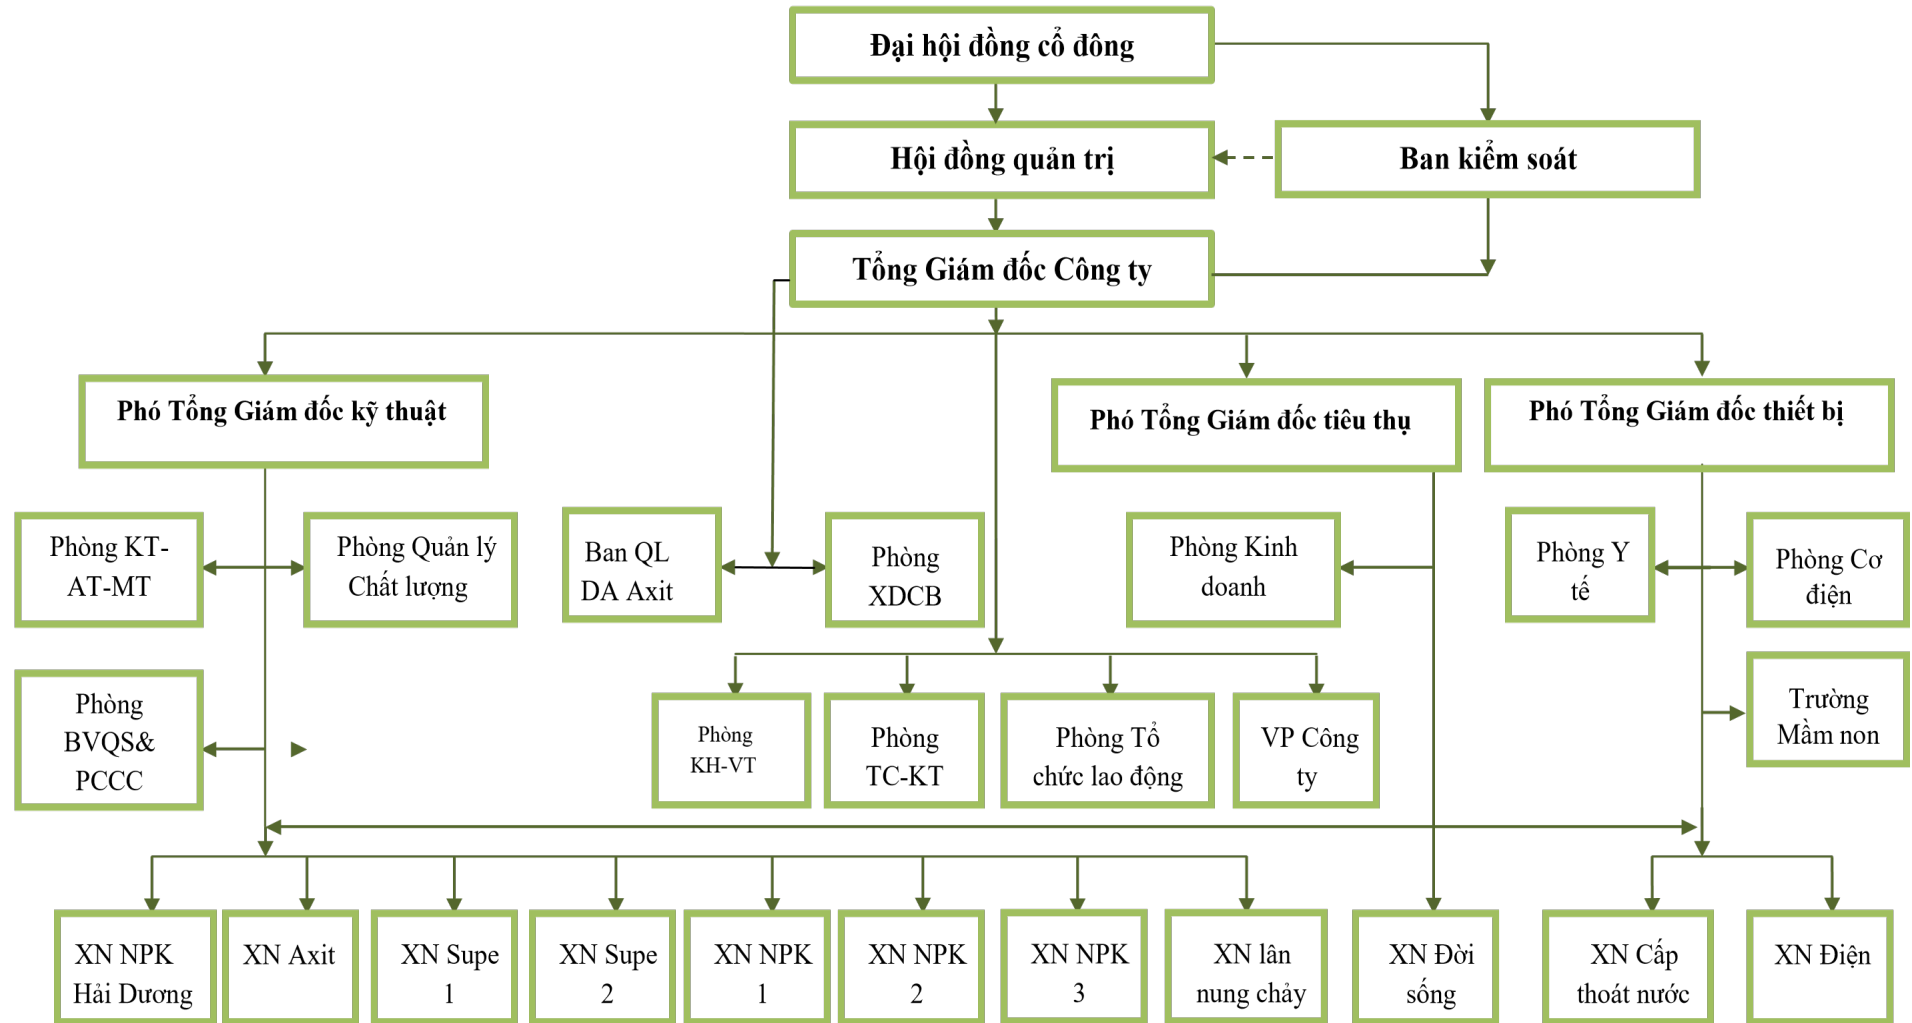 Đại hội đồng cổ đông
Hội đồng quản trị
Ban kiểm soát
Tổng Giám đốc Công ty
Phó Tổng Giám đốc kỹ thuật
Phó Tổng Giám đốc tiêu thụ
Phó Tổng Giám đốc thiết bị
Phòng KT-
AT-MT
Phòng Quản lý
Chất lượng
Ban QL
DA Axit
Phòng
XDCB
Phòng Kinh
doanh
Phòng Y
tế
Phòng Cơ
điện
Phòng
BVQS&
PCCC
Phòng
KH-VT
Phòng
TC-KT
Phòng Tổ
chức lao động
VP Công
ty
Trường
Mầm non
XN NPK
Hải Dương
XN Axit
XN Supe
1
XN Supe
2
XN NPK
1
XN NPK
2
XN NPK
3
XN lân
nung chảy
XN Đời
sống
XN Cấp
thoát nước
XN Điện